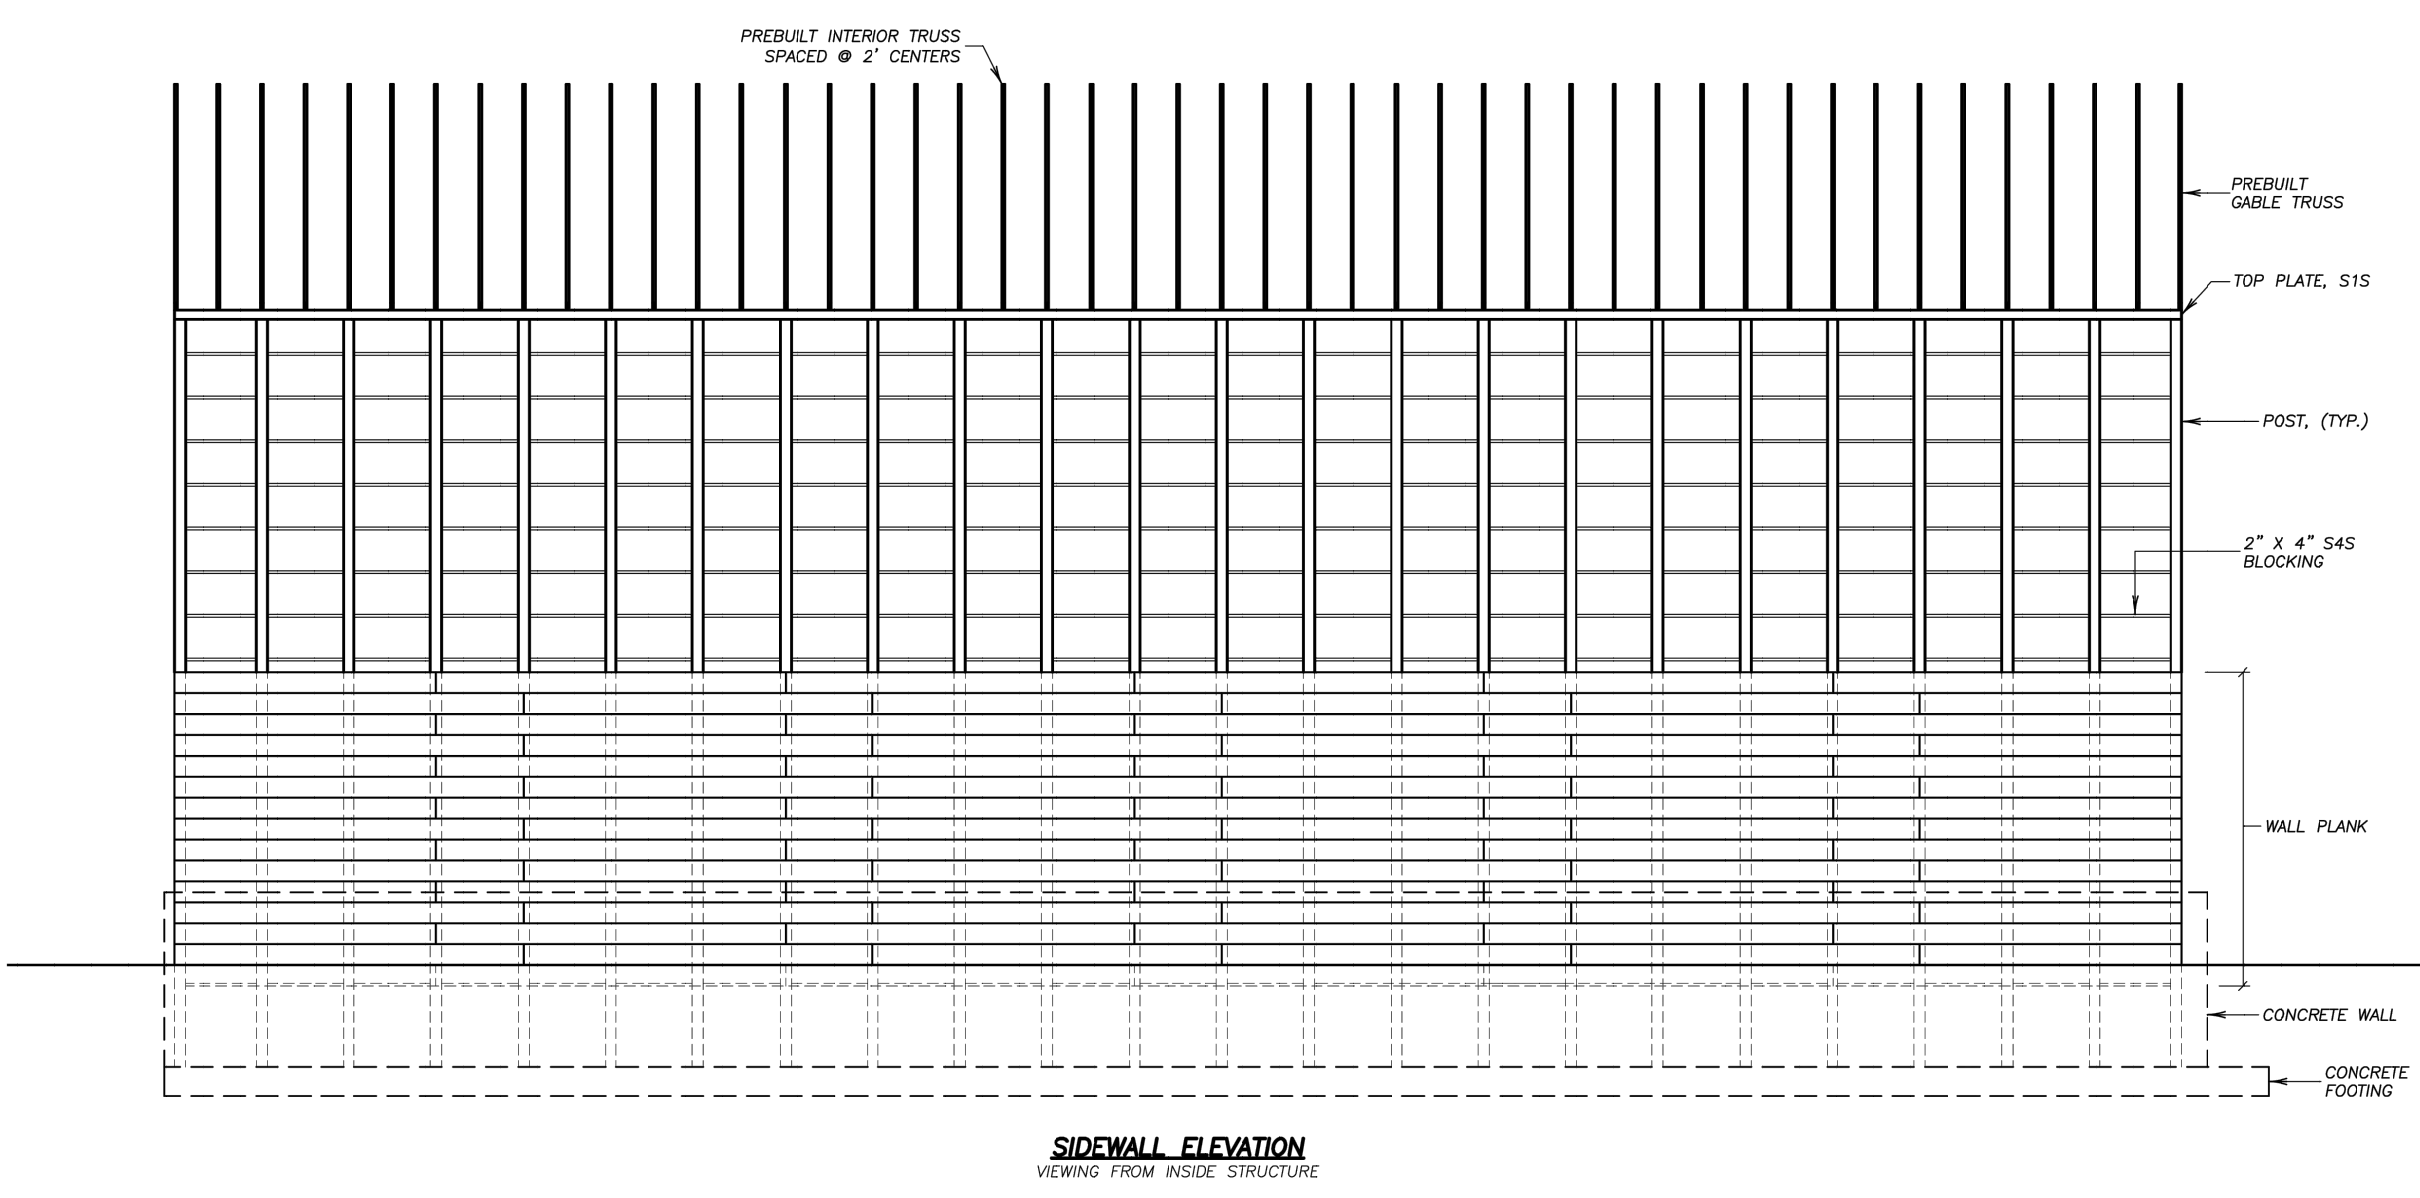 PREBUILT INTERIOR TRUSS
SPACED @ 2' CENTERS
PREBUILT
GABLE TRUSS
TOP PLATE, S1S
POST, (TYP.)
2" X 4" S4S
BLOCKING
WALL PLANK
CONCRETE WALL
CONCRETE
FOOTING
SIDEWALL ELEVATION
VIEWING FROM INSIDE STRUCTURE